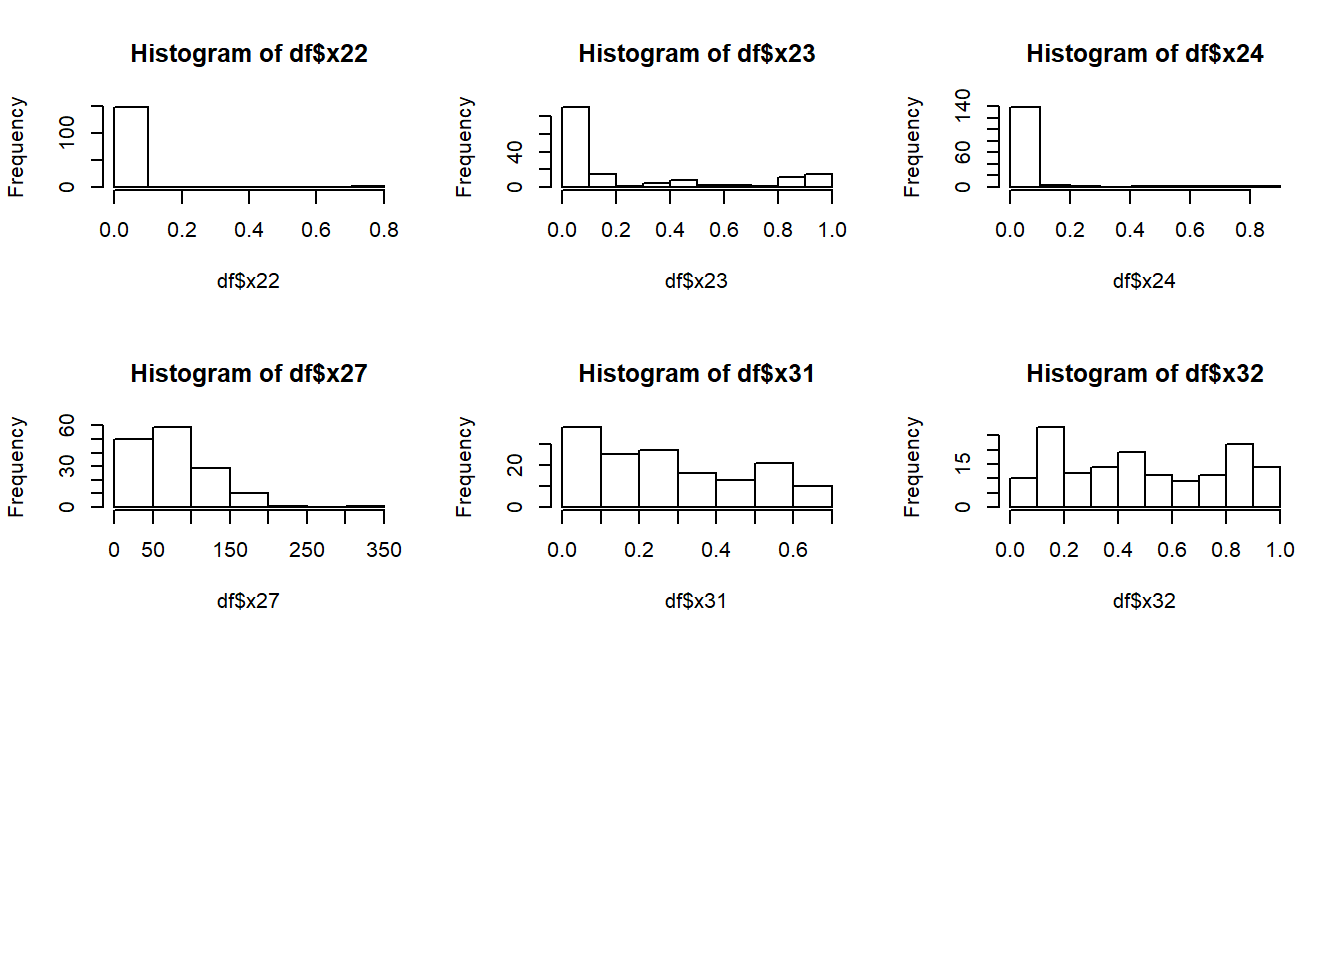 Histogram of df$x22
Frequency
0 100
0.0 0.2 0.4 0.6 0.8
df$x22
Histogram of df$x23
Frequency
0 40
0.0 0.2 0.4 0.6 0.8 1.0
df$x23
Histogram of df$x24
Frequency
0 60 140
0.0 0.2 0.4 0.6 0.8
df$x24
Histogram of df$x27
Frequency
0 30 60
0 50 150 250 350
df$x27
Histogram of df$x31
Frequency
0 20
0.0 0.2 0.4 0.6
df$x31
Histogram of df$x32
Frequency
0 15
0.0 0.2 0.4 0.6 0.8 1.0
df$x32